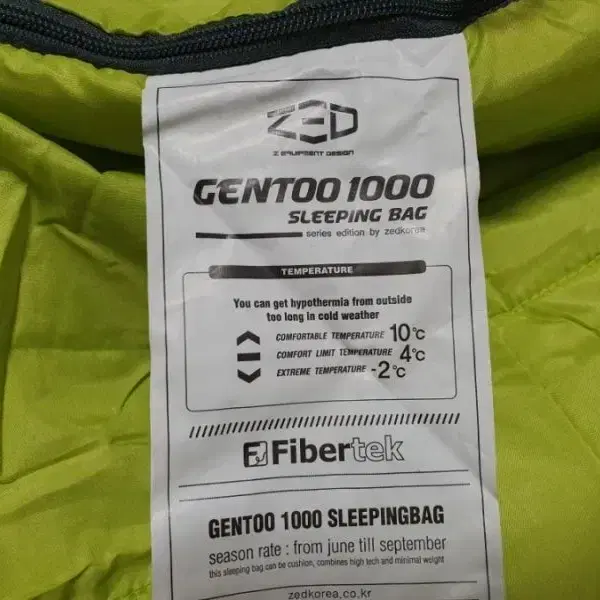 ZED
Z EQUIPMENT DESIGN
GENTOO 1000
SLEEPING BAG
series edition by zedkorea
TEMPERATURE
You can get hypothermia from outside
too long in cold weather
COMFORTABLE TEMPERATURE 10°C
COMFORT LIMIT TEMPERATURE 4°C
EXTREME TEMPERATURE -2°C
Fibertek
GENTOO 1000 SLEEPINGBAG
season rate : from june till september
this sleeping bag can be cushion, combines high tech and minimal weight
zedkorea.co.kr